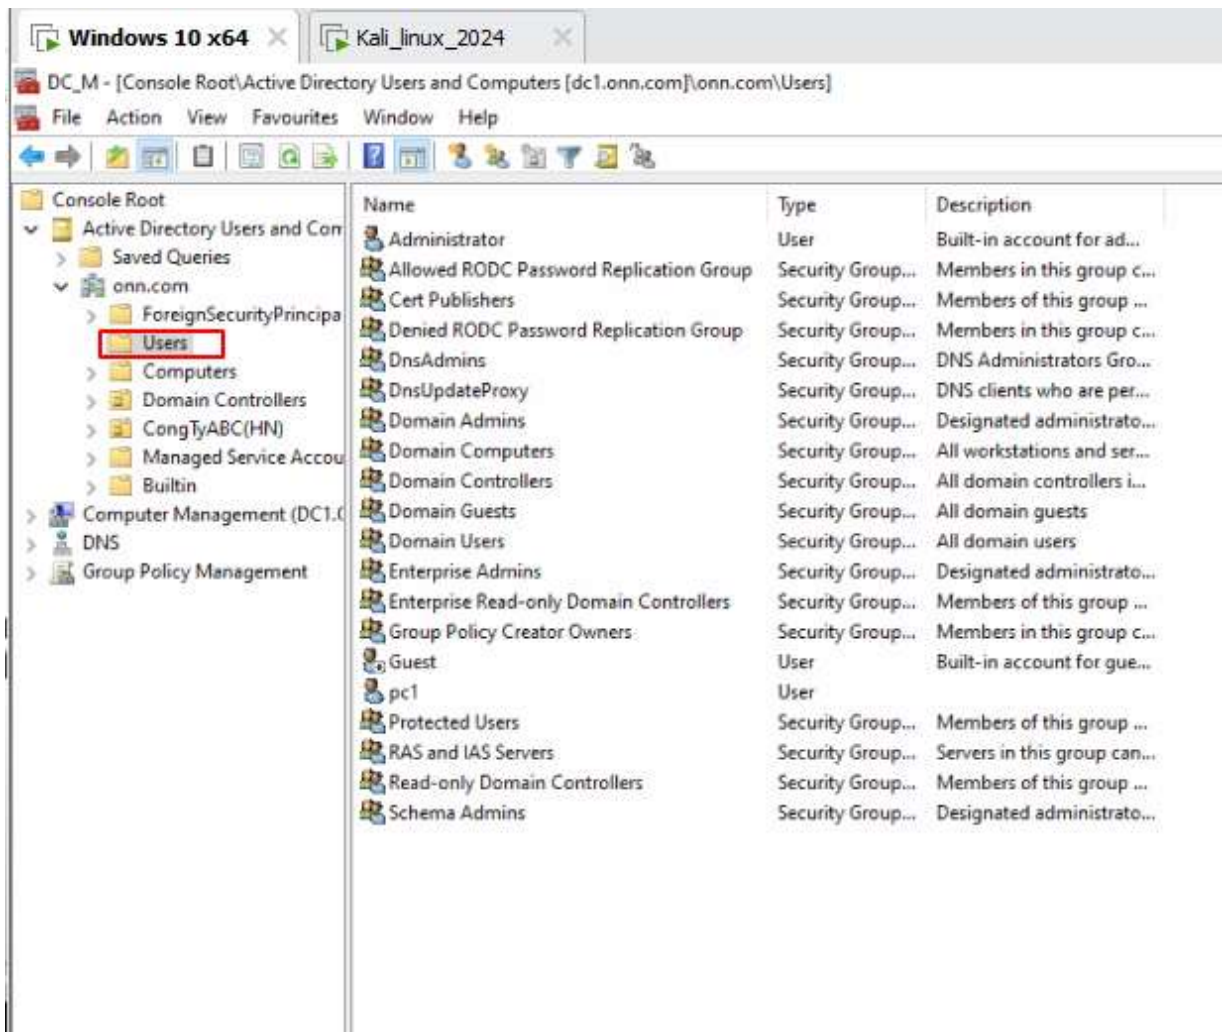 Windows 10 x64 Kali_linux_2024
DC_M - [Console Root\Active Directory Users and Computers [dc1.onn.com]\onn.com\Users]
File Action View Favourites Window Help
Console Root
Active Directory Users and Com
Saved Queries
onn.com
ForeignSecurityPrincipa
Users
Computers
Domain Controllers
CongTyABC(HN)
Managed Service Accou
Builtin
Computer Management (DC1.
DNS
Group Policy Management
Name Type Description
Administrator User Built-in account for ad...
Allowed RODC Password Replication Group Security Group... Members in this group c...
Cert Publishers Security Group... Members of this group ...
Denied RODC Password Replication Group Security Group... Members in this group c...
DnsAdmins Security Group... DNS Administrators Gro...
DnsUpdateProxy Security Group... DNS clients who are per...
Domain Admins Security Group... Designated administrato...
Domain Computers Security Group... All workstations and ser...
Domain Controllers Security Group... All domain controllers i...
Domain Guests Security Group... All domain guests
Domain Users Security Group... All domain users
Enterprise Admins Security Group... Designated administrato...
Enterprise Read-only Domain Controllers Security Group... Members of this group ...
Group Policy Creator Owners Security Group... Members in this group c...
Guest User Built-in account for gue...
pc1 User
Protected Users Security Group... Members of this group ...
RAS and IAS Servers Security Group... Servers in this group can...
Read-only Domain Controllers Security Group... Members of this group ...
Schema Admins Security Group... Designated administrato...